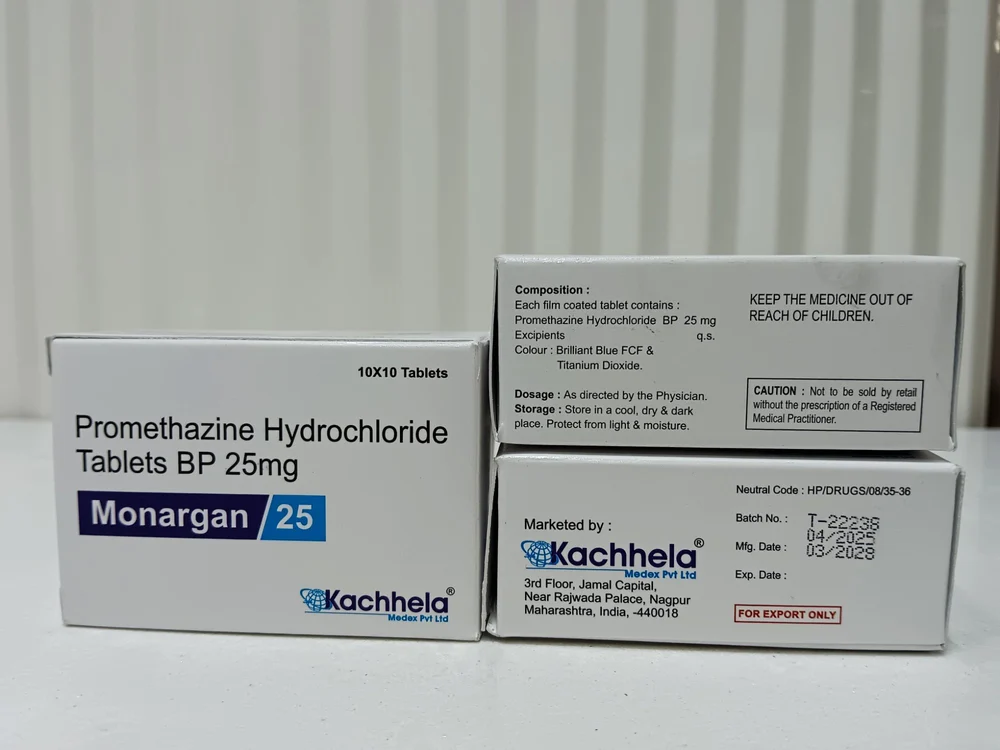 10X10 Tablets
Promethazine Hydrochloride
Tablets BP 25mg
Monargan/25
Kachhela®
Medex Pvt Ltd
Composition :
Each film coated tablet contains :
Promethazine Hydrochloride BP 25 mg
Excipients q.s.
Colour : Brilliant Blue FCF &
Titanium Dioxide.
Dosage : As directed by the Physician.
Storage : Store in a cool, dry & dark
place. Protect from light & moisture.
KEEP THE MEDICINE OUT OF
REACH OF CHILDREN.
CAUTION : Not to be sold by retail
without the prescription of a Registered
Medical Practitioner.
Marketed by :
Kachhela®
Medex Pvt Ltd
3rd Floor, Jamal Capital,
Near Rajwada Palace, Nagpur
Maharashtra, India, -440018
Neutral Code : HP/DRUGS/08/35-36
Batch No. : T-22238
Mfg. Date : 04/2025
Exp. Date : 03/2028
FOR EXPORT ONLY